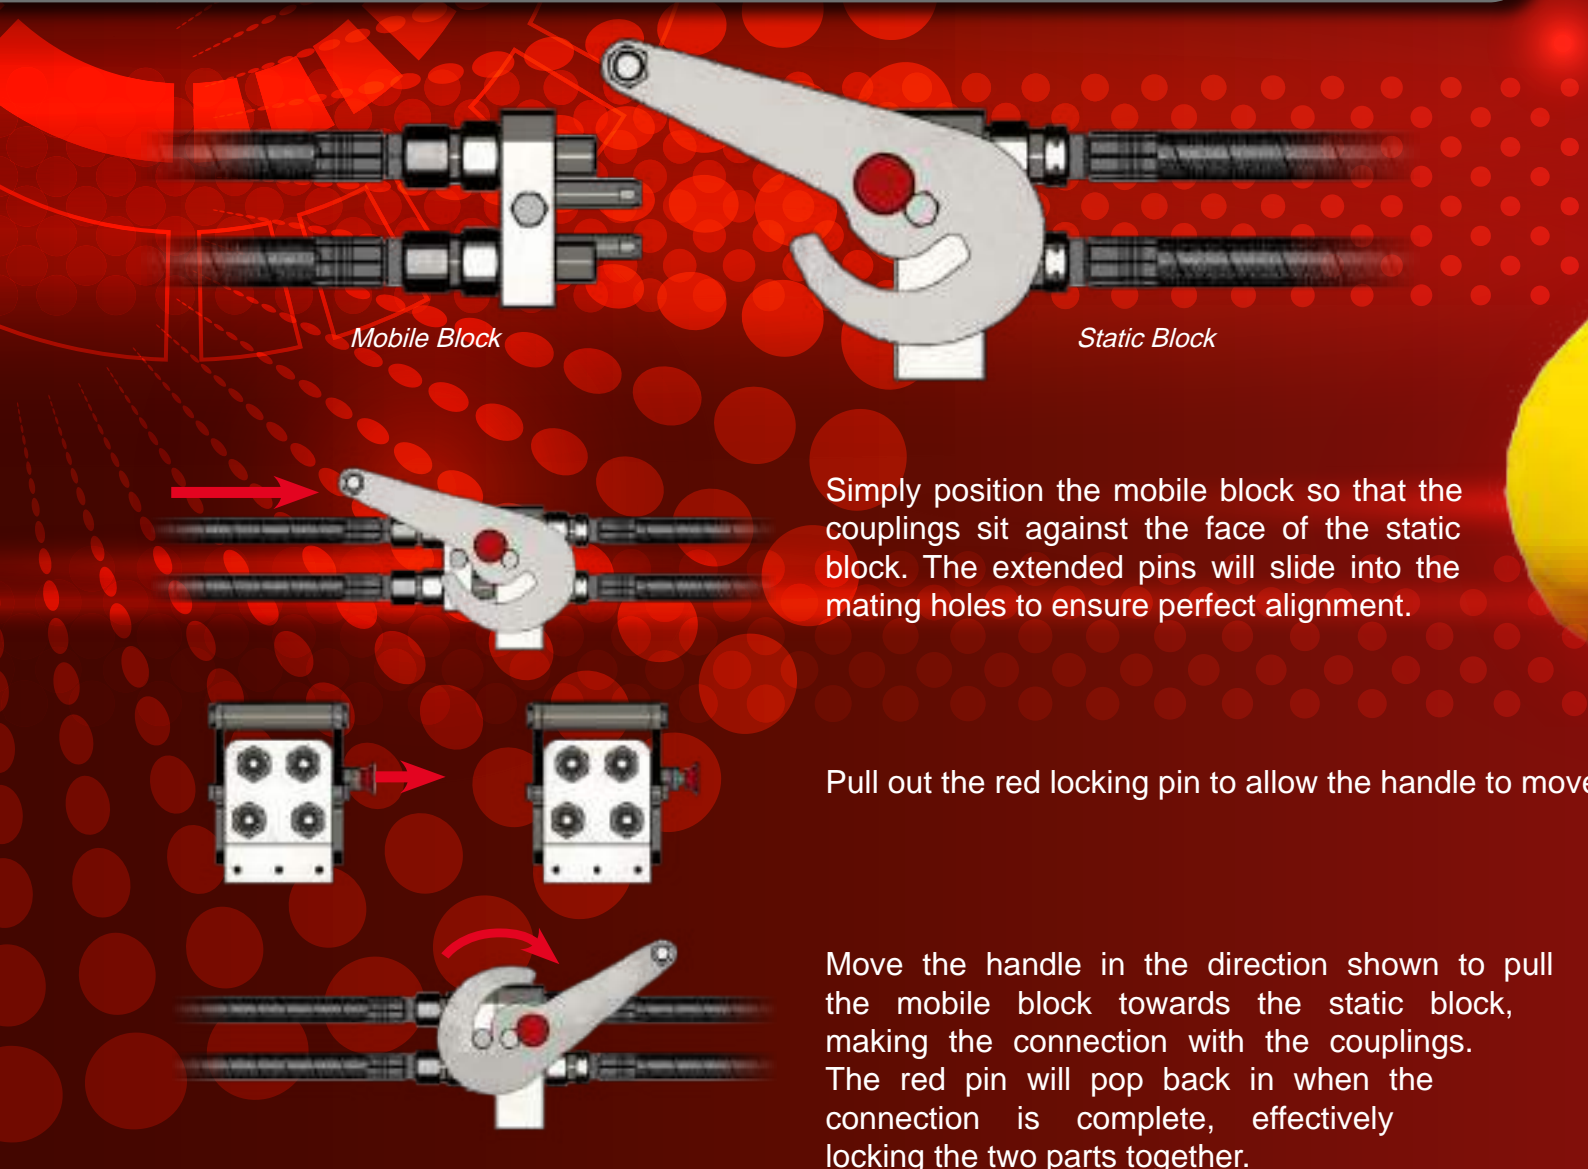 Mobile Block
Static Block
Simply position the mobile block so that the
couplings sit against the face of the static
block. The extended pins will slide into the
mating holes to ensure perfect alignment.
Pull out the red locking pin to allow the handle to move
Move the handle in the direction shown to pull
the mobile block towards the static block,
making the connection with the couplings.
The red pin will pop back in when the
connection is complete, effectively
locking the two parts together.